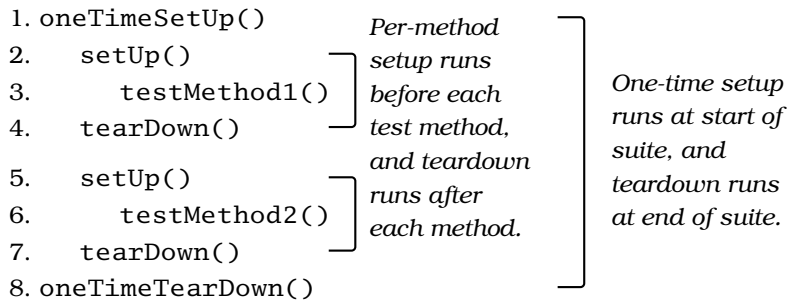 1. oneTimeSetUp()
2. setUp()
3. testMethod1()
4. tearDown()
5. setUp()
6. testMethod2()
7. tearDown()
8. oneTimeTearDown()
Per-method
setup runs
before each
test method,
and teardown
runs after
each method.
One-time setup
runs at start of
suite, and
teardown runs
at end of suite.